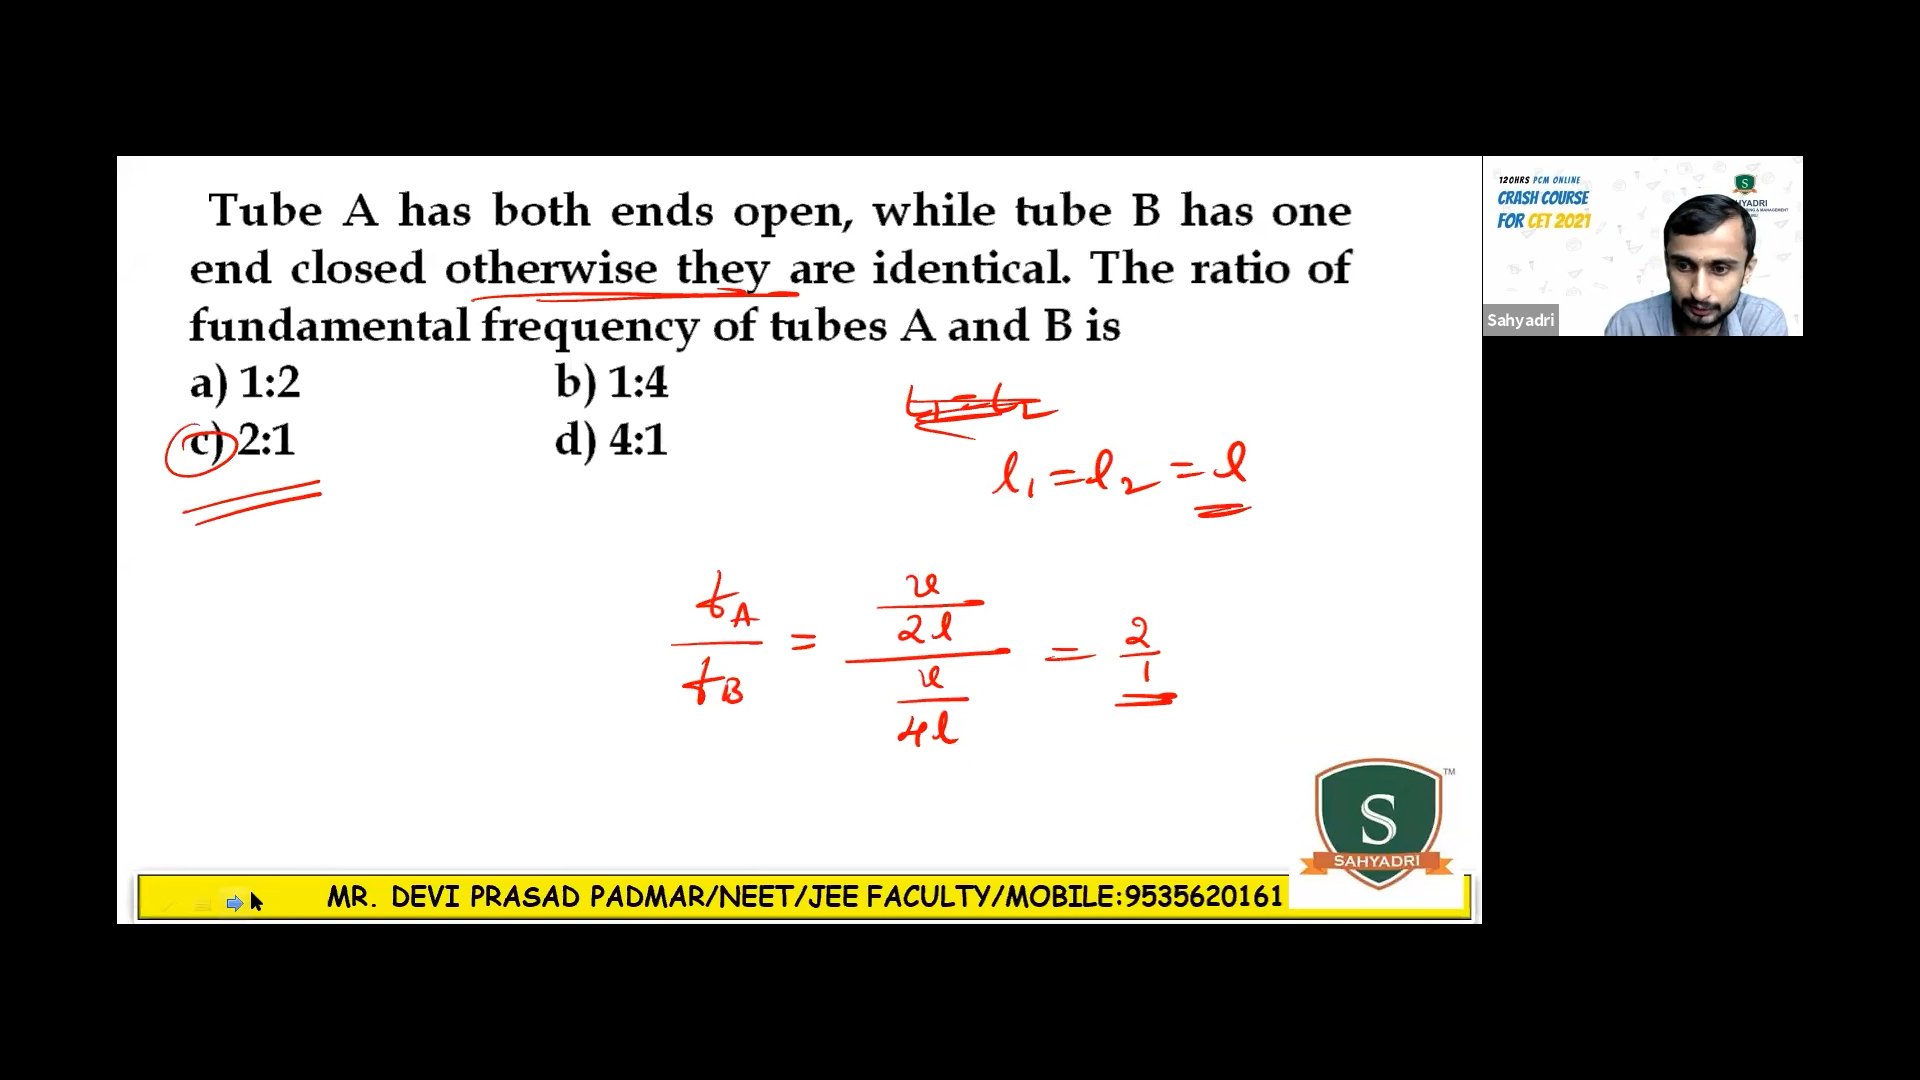 Tube A has both ends open, while tube B has one
end closed otherwise they are identical. The ratio of
fundamental frequency of tubes A and B is
a) 1:2 b) 1:4
c) 2:1 d) 4:1
l₁ = l₂ = l
f_A / f_B = (v / 2l) / (v / 4l) = 2 / 1
MR. DEVI PRASAD PADMAR/NEET/JEE FACULTY/MOBILE:9535620161
S
SAHYADRI
TM
120HRS PCM ONLINE
CRASH COURSE
FOR CET 2021
Sahyadri